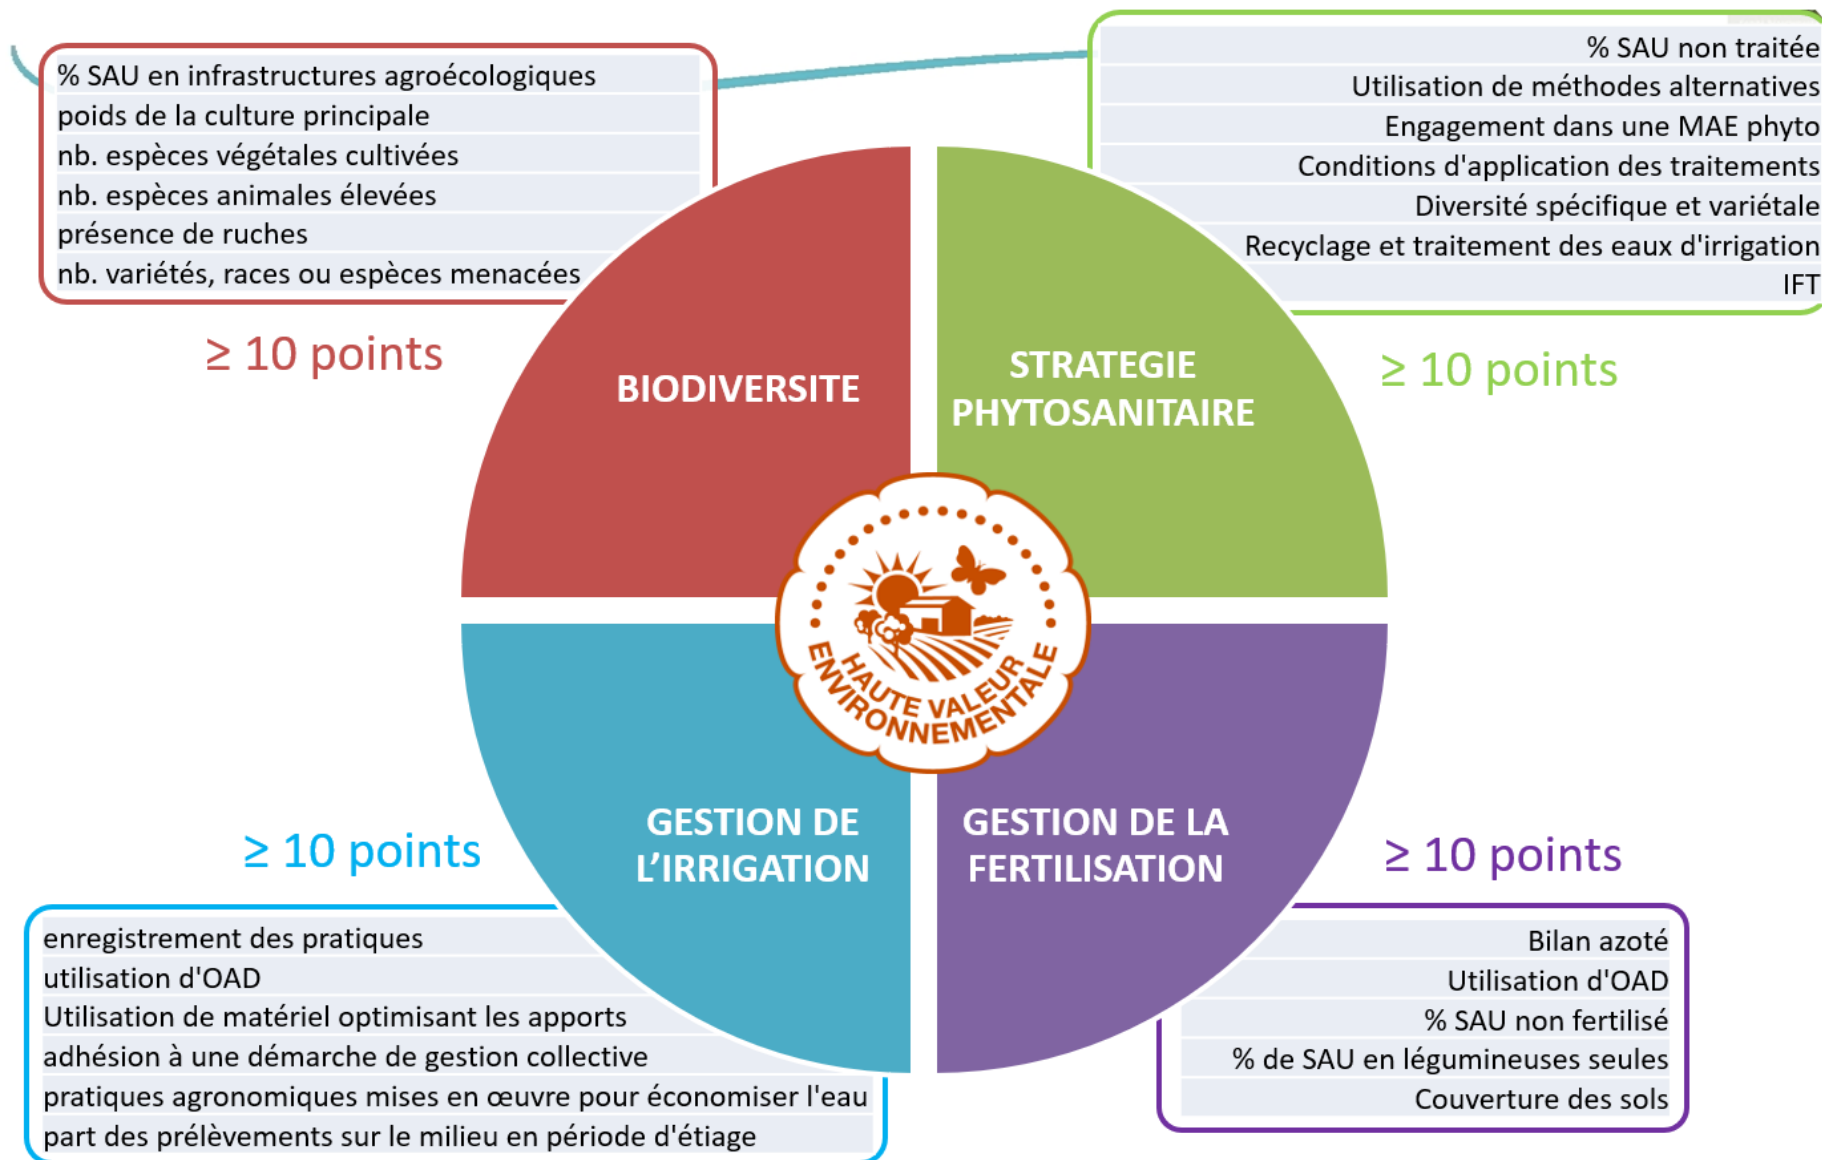 % SAU en infrastructures agroécologiques
poids de la culture principale
nb. espèces végétales cultivées
nb. espèces animales élevées
présence de ruches
nb. variétés, races ou espèces menacées
≥ 10 points
% SAU non traitée
Utilisation de méthodes alternatives
Engagement dans une MAE phyto
Conditions d'application des traitements
Diversité spécifique et variétale
Recyclage et traitement des eaux d'irrigation
IFT
≥ 10 points
BIODIVERSITE
STRATEGIE
PHYTOSANITAIRE
HAUTE VALEUR
ENVIRONNEMENTALE
GESTION DE
L'IRRIGATION
GESTION DE LA
FERTILISATION
≥ 10 points
enregistrement des pratiques
utilisation d'OAD
Utilisation de matériel optimisant les apports
adhésion à une démarche de gestion collective
pratiques agronomiques mises en œuvre pour économiser l'eau
part des prélèvements sur le milieu en période d'étiage
≥ 10 points
Bilan azoté
Utilisation d'OAD
% SAU non fertilisé
% de SAU en légumineuses seules
Couverture des sols